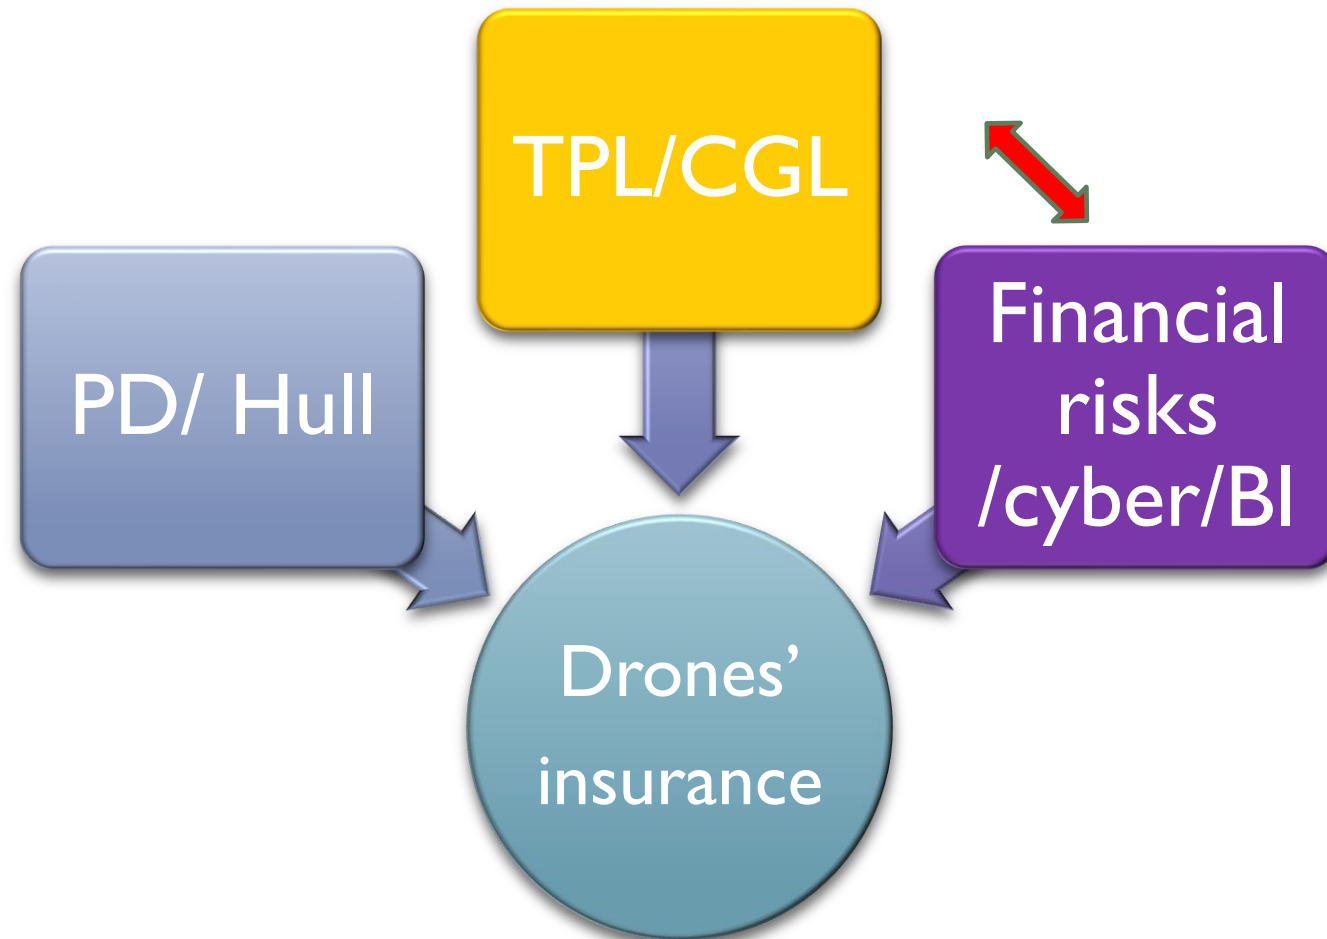 TPL/CGL
PD/ Hull
Financial
risks
/cyber/BI
Drones’
insurance